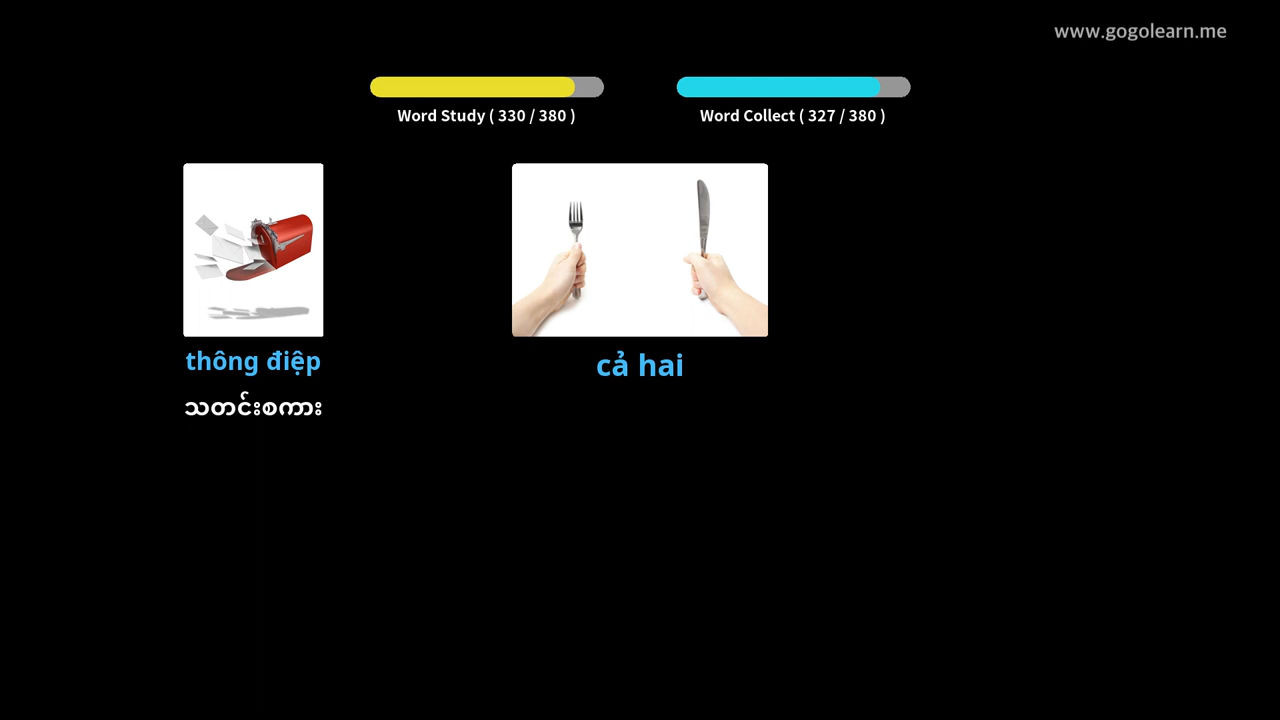 www.gogolearn.me
Word Study ( 330 / 380 )
Word Collect ( 327 / 380 )
thông điệp
သတင်းစကား
cả hai